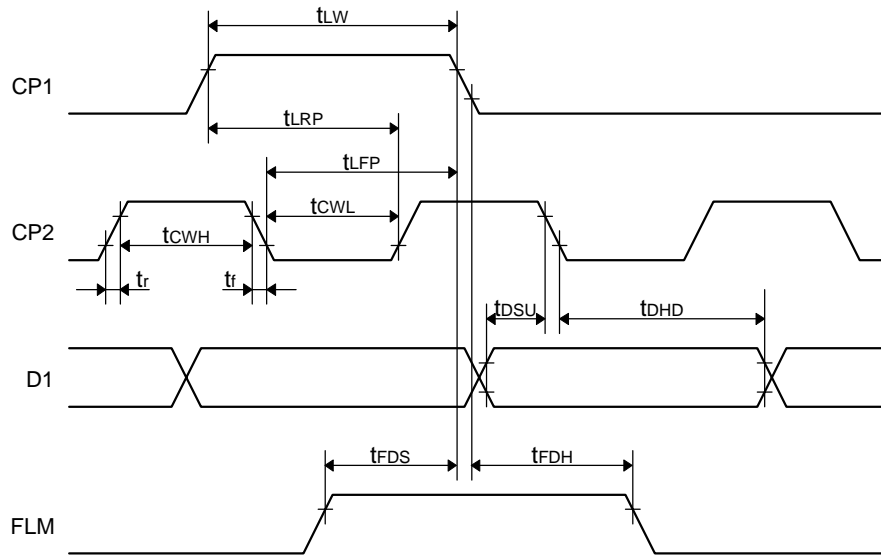 tLW
CP1
tLRP
tLFP
tCWL
CP2
tCWH
tr
tf
tDSU
tDHD
D1
tFDS
tFDH
FLM